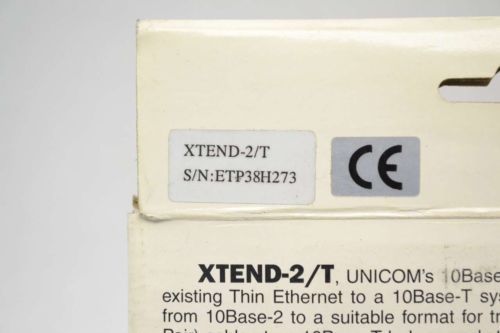 XTEND-2/T
S/N:ETP38H273
CE
XTEND-2/T, UNICOM's 10Base
existing Thin Ethernet to a 10Base-T sy
from 10Base-2 to a suitable format for tr